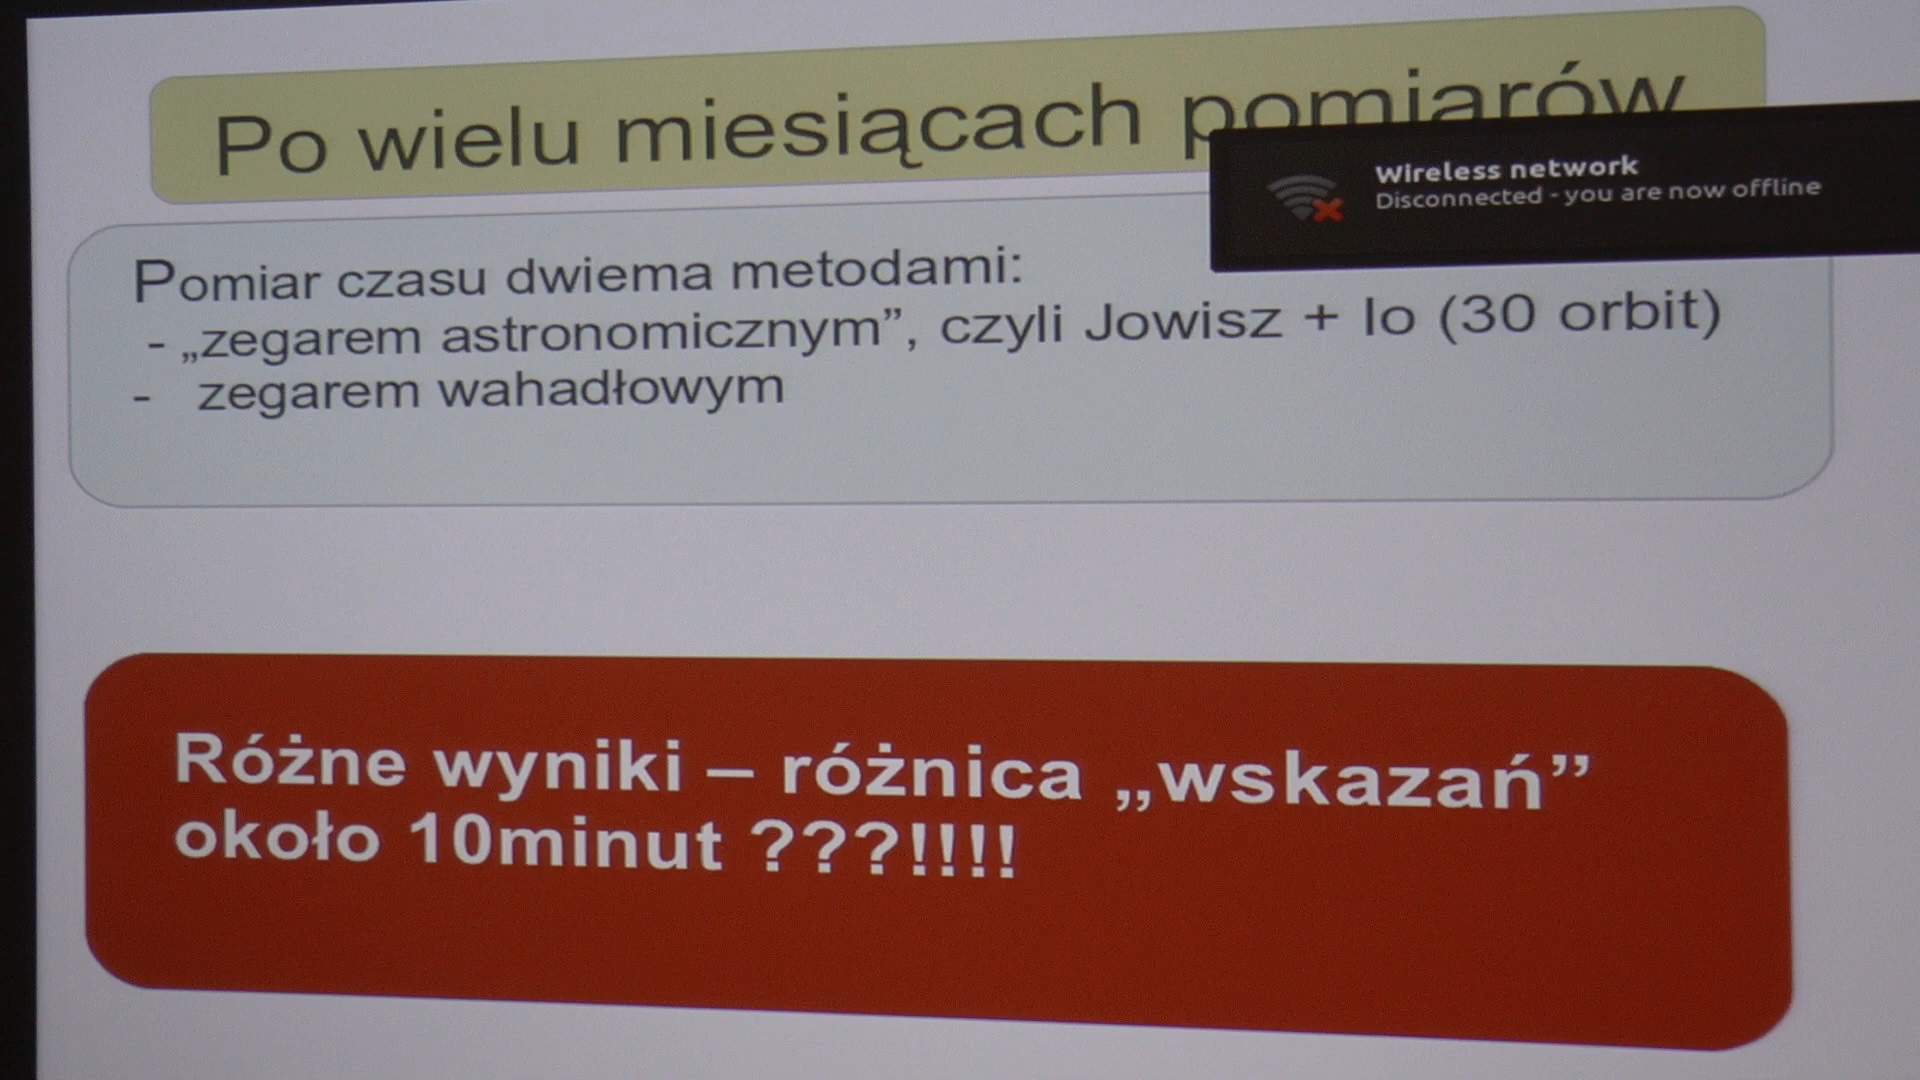 Po wielu miesiącach pomiarów
Wireless network
Disconnected - you are now offline
Pomiar czasu dwiema metodami:
- „zegarem astronomicznym”, czyli Jowisz + Io (30 orbit)
- zegarem wahadłowym
Różne wyniki – różnica „wskazań”
około 10minut ???!!!!